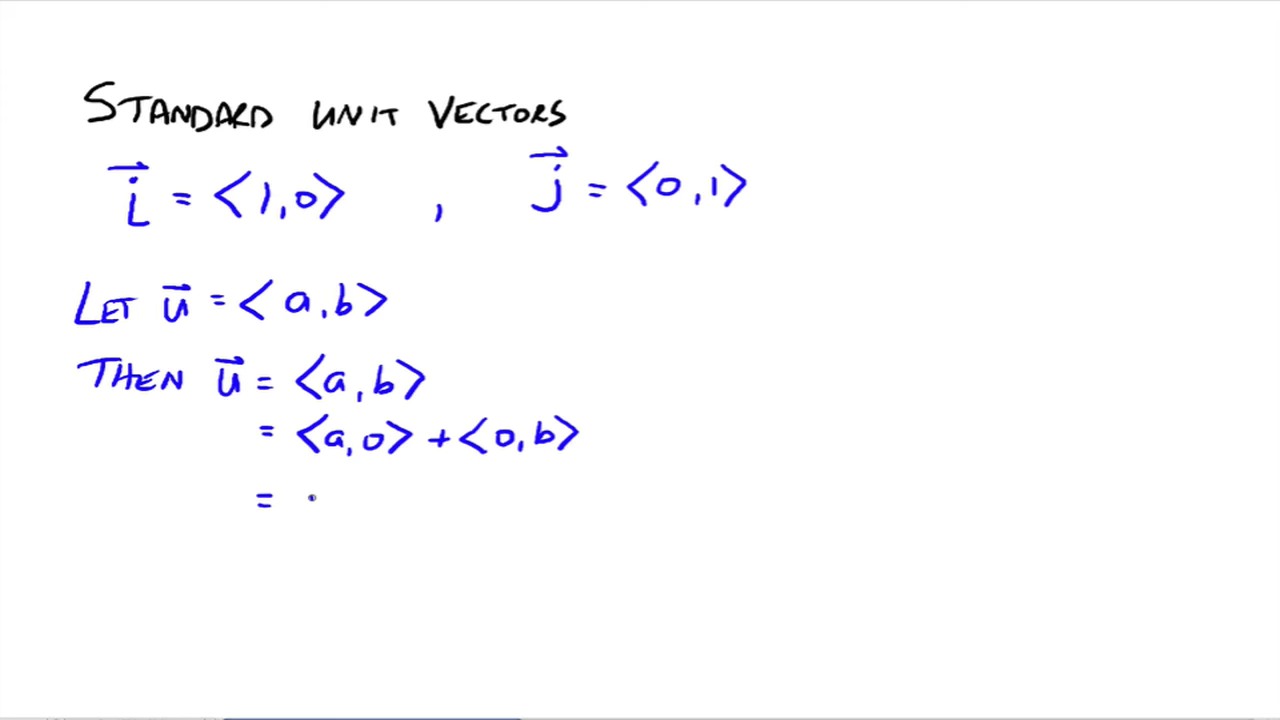 STANDARD UNIT VECTORS
i⃗ = <1,0> , j⃗ = <0,1>
LET u⃗ = <a,b>
THEN u⃗ = <a,b>
= <a,0> + <0,b>
=